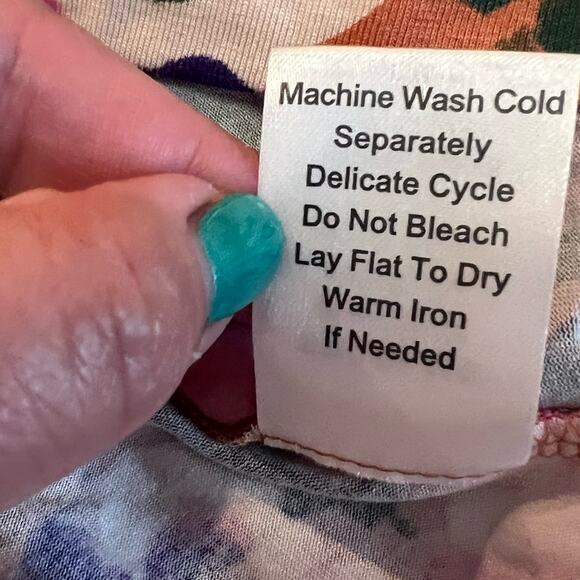 Machine Wash Cold
Separately
Delicate Cycle
Do Not Bleach
Lay Flat To Dry
Warm Iron
If Needed